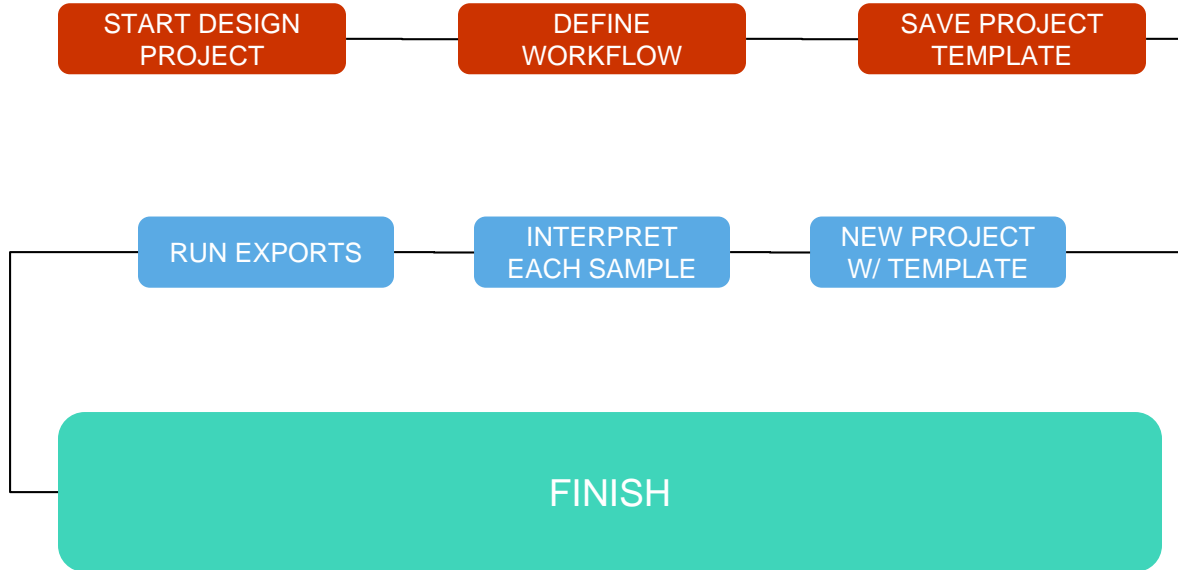 START DESIGN
PROJECT
DEFINE
WORKFLOW
SAVE PROJECT
TEMPLATE
RUN EXPORTS
INTERPRET
EACH SAMPLE
NEW PROJECT
W/ TEMPLATE
FINISH